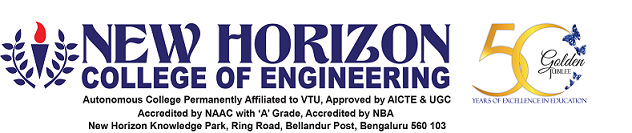 NEW HORIZON
COLLEGE OF ENGINEERING
Autonomous College Permanently Affiliated to VTU, Approved by AICTE & UGC
Accredited by NAAC with ‘A’ Grade, Accredited by NBA
New Horizon Knowledge Park, Ring Road, Bellandur Post, Bengaluru 560 103
50
Golden
JUBILEE
YEARS OF EXCELLENCE IN EDUCATION